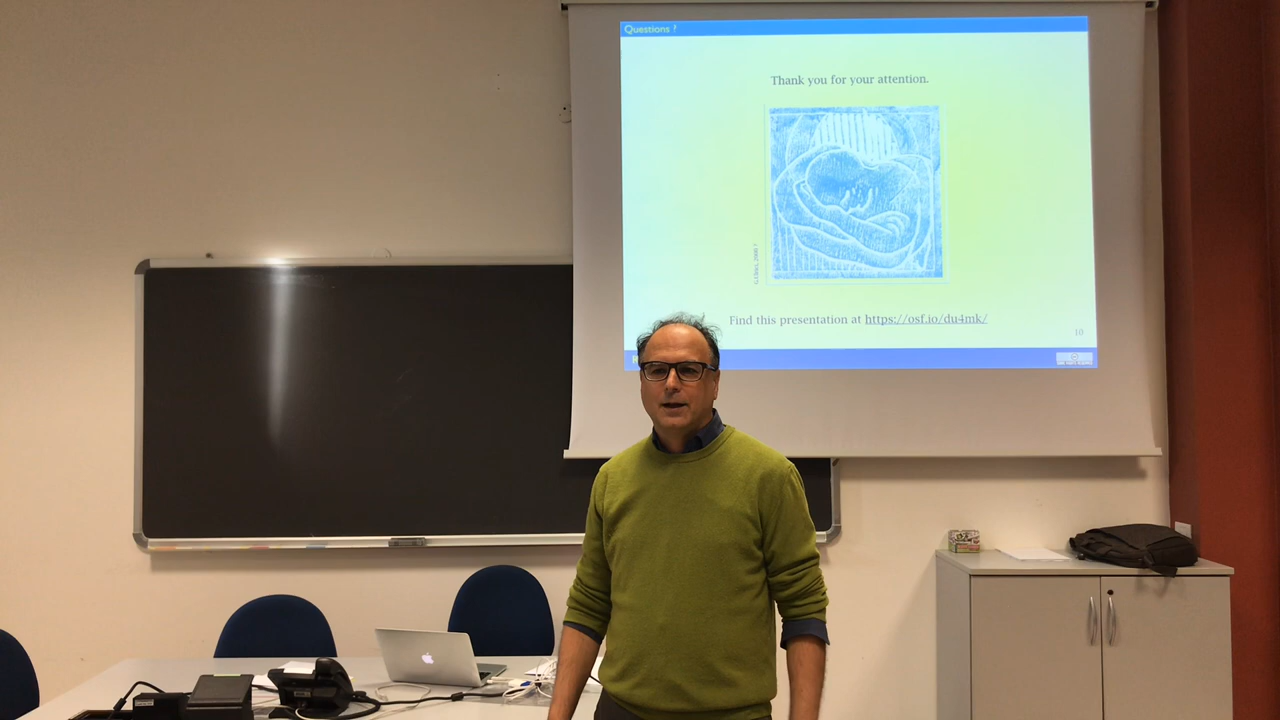 Questions ?
Thank you for your attention.
Find this presentation at https://osf.io/du4mk/
10